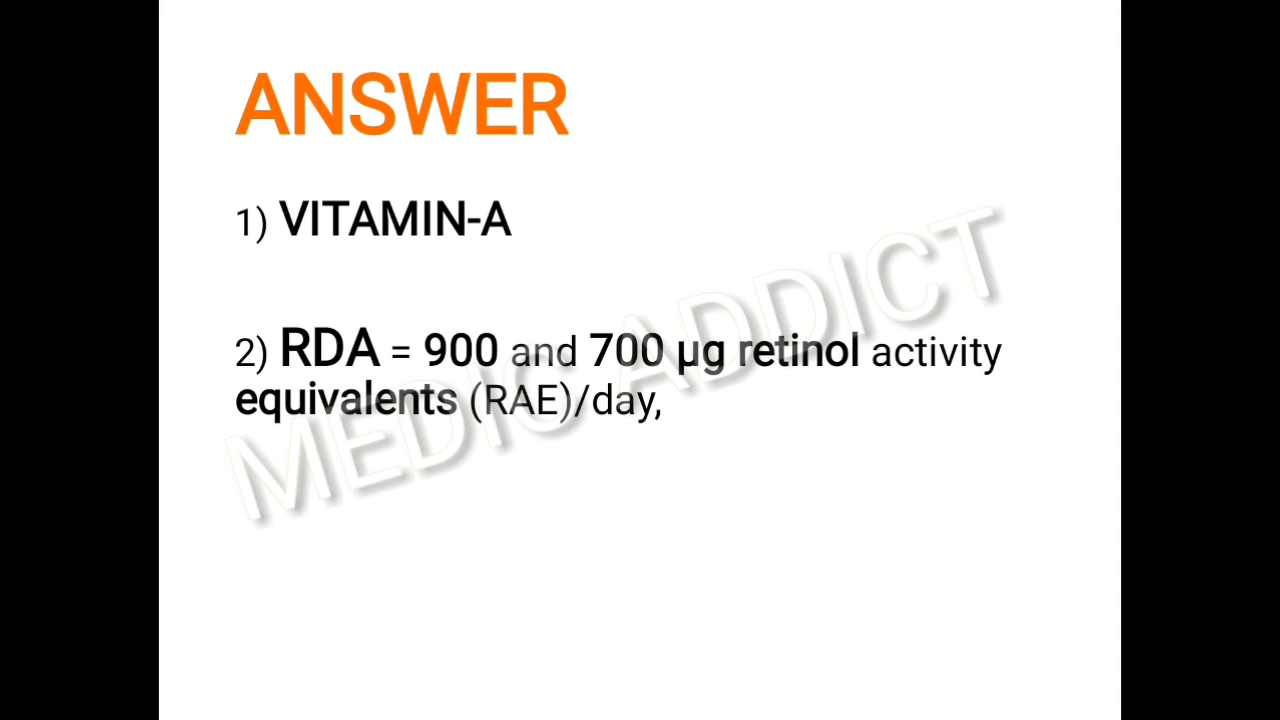 ANSWER
1) VITAMIN-A
2) RDA = 900 and 700 µg retinol activity
equivalents (RAE)/day,
MEDIC ADDICT